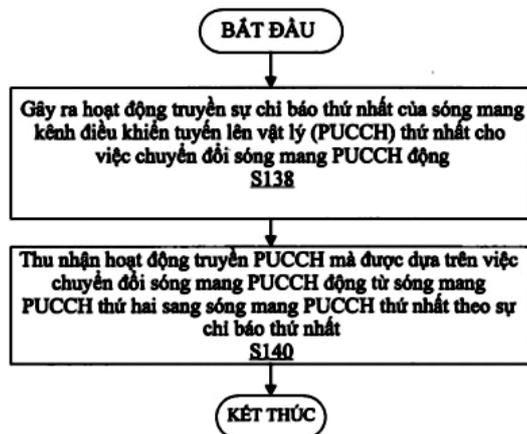 BẮT ĐẦU
Gây ra hoạt động truyền sự chỉ báo thứ nhất của sóng mang
kênh điều khiển tuyến lên vật lý (PUCCH) thứ nhất cho
việc chuyển đổi sóng mang PUCCH động
S138
Thu nhận hoạt động truyền PUCCH mà được dựa trên việc
chuyển đổi sóng mang PUCCH động từ sóng mang
PUCCH thứ hai sang sóng mang PUCCH thứ nhất theo sự
chỉ báo thứ nhất
S140
KẾT THÚC